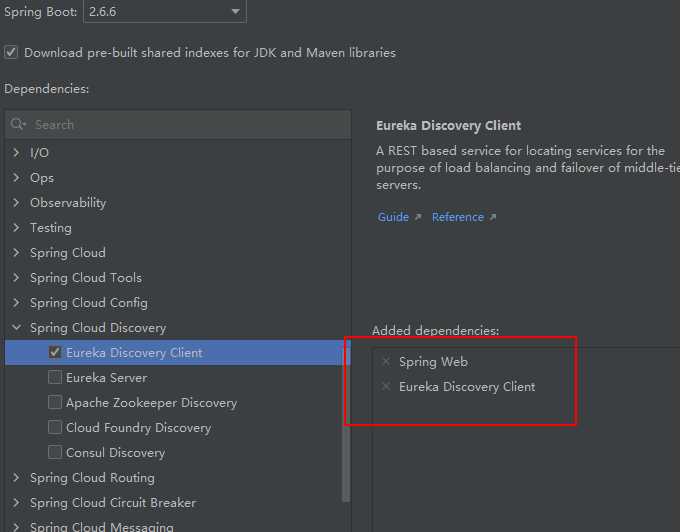 Spring Boot: 2.6.6
Download pre-built shared indexes for JDK and Maven libraries
Dependencies:
Search
I/O
Ops
Observability
Testing
Spring Cloud
Spring Cloud Tools
Spring Cloud Config
Spring Cloud Discovery
Eureka Discovery Client
Eureka Server
Apache Zookeeper Discovery
Cloud Foundry Discovery
Consul Discovery
Spring Cloud Routing
Spring Cloud Circuit Breaker
Spring Cloud Messaging
Eureka Discovery Client
A REST based service for locating services for the
purpose of load balancing and failover of middle-tie
servers.
Guide ↗ Reference ↗
Added dependencies:
× Spring Web
× Eureka Discovery Client